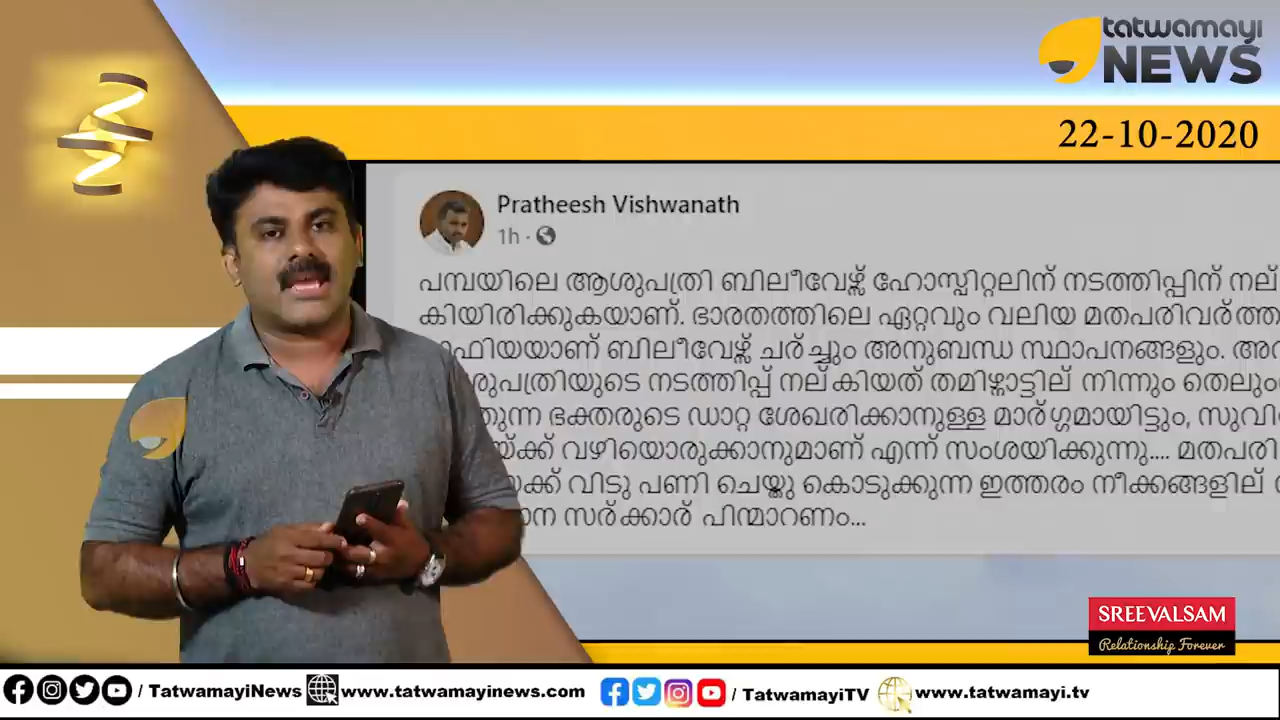 tatwamayi
NEWS
22-10-2020
Pratheesh Vishwanath
1h ·
പമ്പയിലെ ആശുപത്രി ബിലീവേഴ്സ് ഹോസ്പിറ്റലിന് നടത്തിപ്പിന് നല്
കിയിരിക്കുകയാണ്. ഭാരതത്തിലെ ഏറ്റവും വലിയ മതപരിവർത്ത
ഫിയയാണ് ബിലീവേഴ്സ് ചർച്ചും അനുബന്ധ സ്ഥാപനങ്ങളും.
ശുപത്രിയുടെ നടത്തിപ്പ് നല്കിയത് തമിഴ്നാട്ടില് നിന്നും
തുന്ന ഭക്തരുടെ ഡാറ്റ ശേഖരിക്കാനുള്ള മാർഗ്ഗമായിട്ടും,
യ്ക്ക് വഴിയൊരുക്കാനുമാണ് എന്ന് സംശയിക്കുന്നു.... മതപരി
ക്ക് വിടു പണി ചെയ്തു കൊടുക്കുന്ന ഇത്തരം നീക്കങ്ങളില്
ന സർക്കാര് പിന്മാറണം...
SREEVALSAM
Relationship Forever
/ TatwamayiNews www.tatwamayinews.com / TatwamayiTV www.tatwamayi.tv